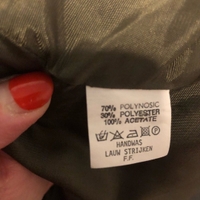 70% POLYNOSIC
30% POLYESTER
100% ACETATE
HANDWAS
LAUW STRIJKEN
F.F.